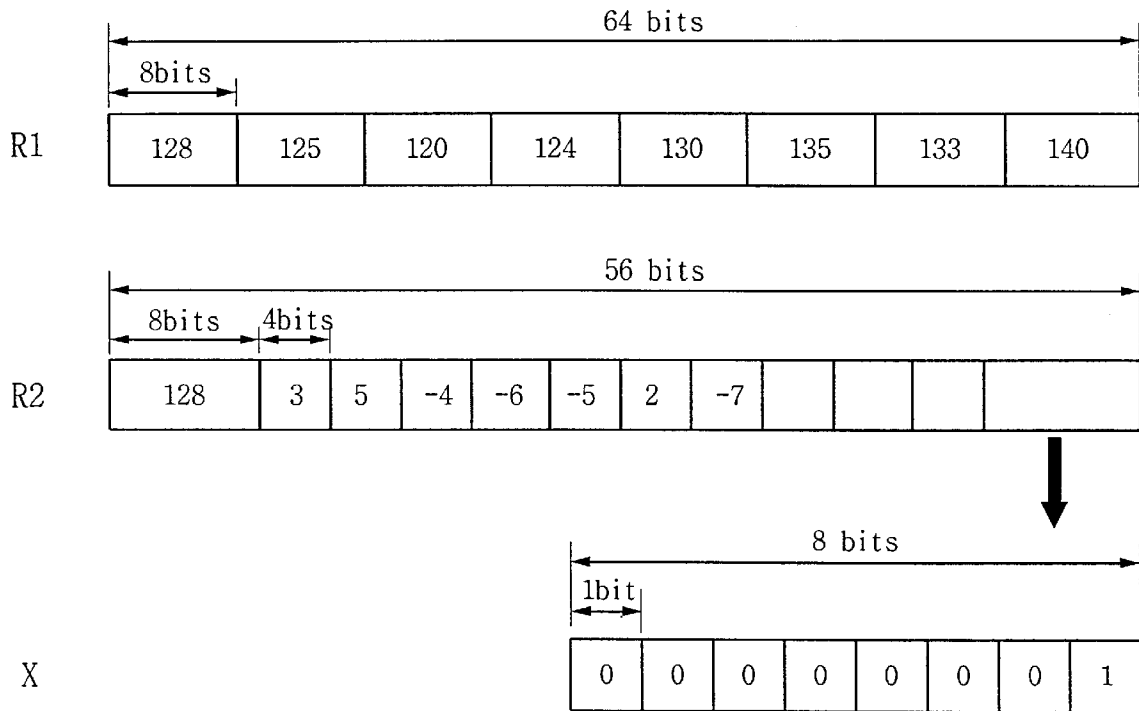 64 bits
8bits
R1 128 125 120 124 130 135 133 140
56 bits
8bits 4bits
R2 128 3 5 -4 -6 -5 2 -7
8 bits
1bit
X 0 0 0 0 0 0 0 1